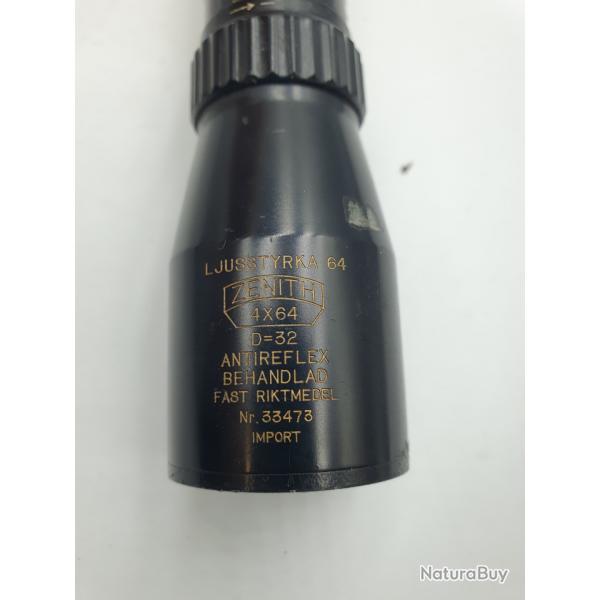 LJUSSTYRKA 64
ZENITH
4X64
D=32
ANTIREFLEX
BEHANDLAD
FAST RIKTMEDEL
Nr. 33473
IMPORT
NaturaBuy